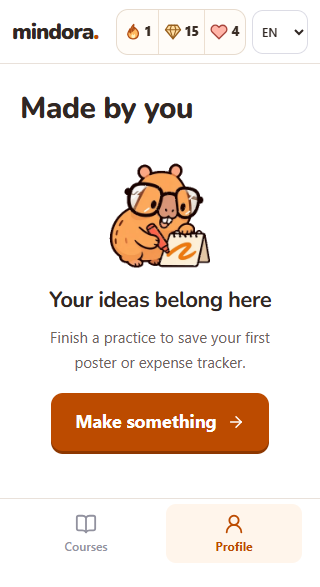 mindora.
1
15
4
EN
Made by you
Your ideas belong here
Finish a practice to save your first
poster or expense tracker.
Make something →
Courses
Profile